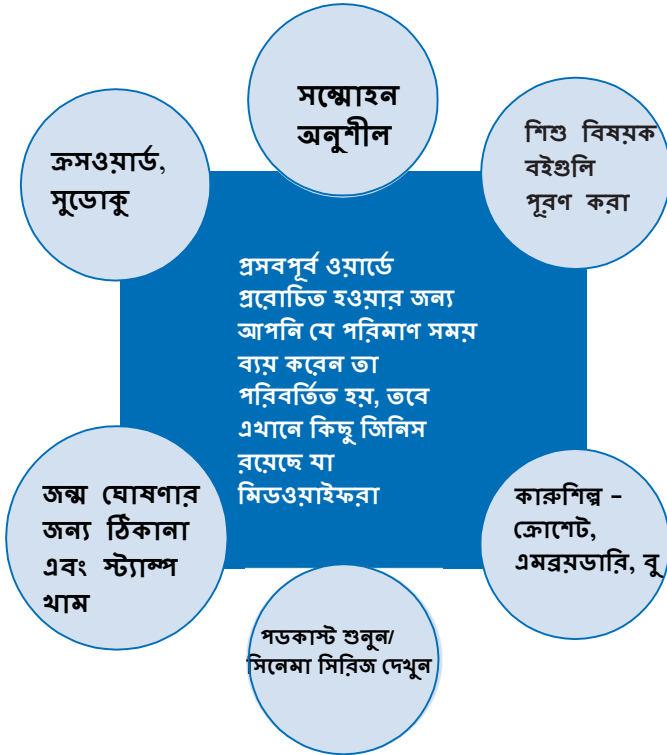 সম্মোহন
অনুশীল
ক্রসওয়ার্ড,
সুডোকু
শিশু বিষয়ক
বইগুলি
পূরণ করা
প্রসবপূর্ব ওয়ার্ডে
প্ররোচিত হওয়ার জন্য
আপনি যে পরিমাণ সময়
ব্যয় করেন তা
পরিবর্তিত হয়, তবে
এখানে কিছু জিনিস
রয়েছে যা
মিডওয়াইফরা
জন্ম ঘোষণার
জন্য ঠিকানা
এবং স্ট্যাম্প
খাম
কারুশিল্প –
ক্রোশেট,
এমব্রয়ডারি, বু
পডকাস্ট শুনুন/
সিনেমা সিরিজ দেখুন